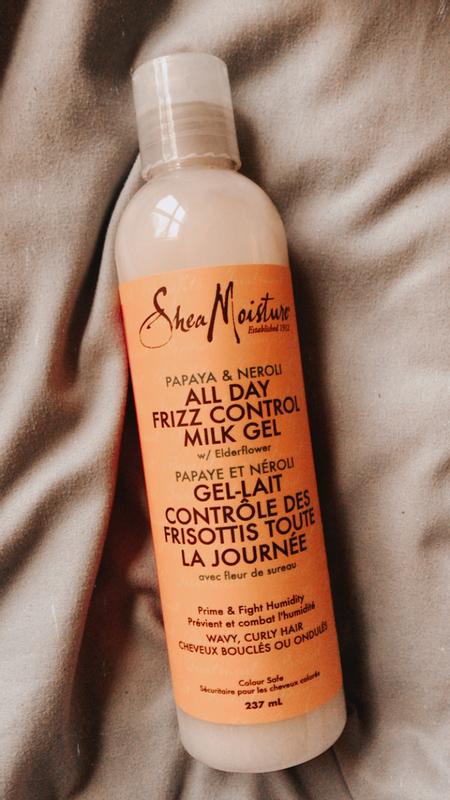 SheaMoisture
Established 1912
PAPAYA & NEROLI
ALL DAY
FRIZZ CONTROL
MILK GEL
w/ Elderflower
PAPAYE ET NÉROLI
GEL-LAIT
CONTRÔLE DES
FRISOTTIS TOUTE
LA JOURNÉE
avec fleur de sureau
Prime & Fight Humidity
Prévient et combat l'humidité
WAVY, CURLY HAIR
CHEVEUX BOUCLÉS OU ONDULÉS
Colour Safe
Sécuritaire pour les cheveux colorés
237 mL